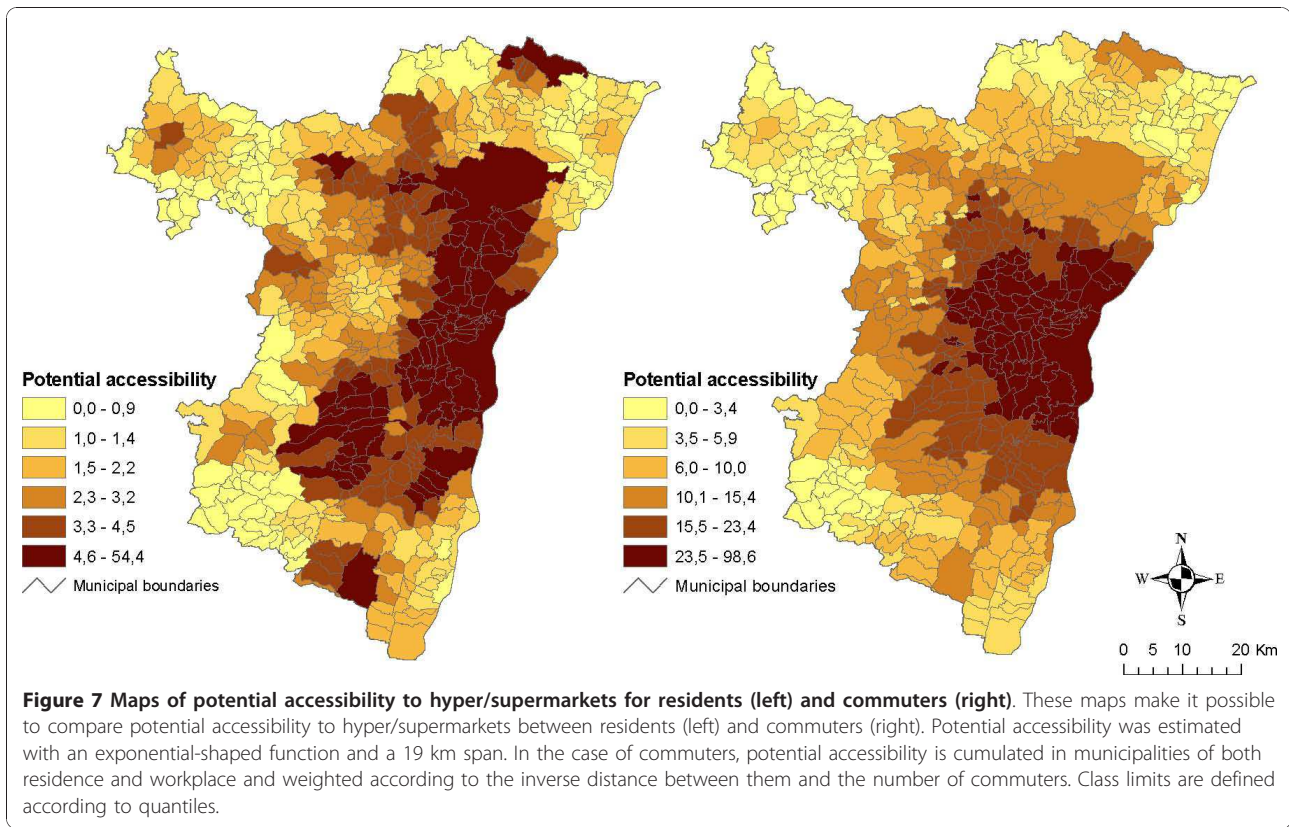 Potential accessibility
0,0 - 0,9
1,0 - 1,4
1,5 - 2,2
2,3 - 3,2
3,3 - 4,5
4,6 - 54,4
Municipal boundaries
Potential accessibility
0,0 - 3,4
3,5 - 5,9
6,0 - 10,0
10,1 - 15,4
15,5 - 23,4
23,5 - 98,6
Municipal boundaries
N
W E
S
0 5 10 20 Km
Figure 7 Maps of potential accessibility to hyper/supermarkets for residents (left) and commuters (right). These maps make it possible
to compare potential accessibility to hyper/supermarkets between residents (left) and commuters (right). Potential accessibility was estimated
with an exponential-shaped function and a 19 km span. In the case of commuters, potential accessibility is cumulated in municipalities of both
residence and workplace and weighted according to the inverse distance between them and the number of commuters. Class limits are defined
according to quantiles.